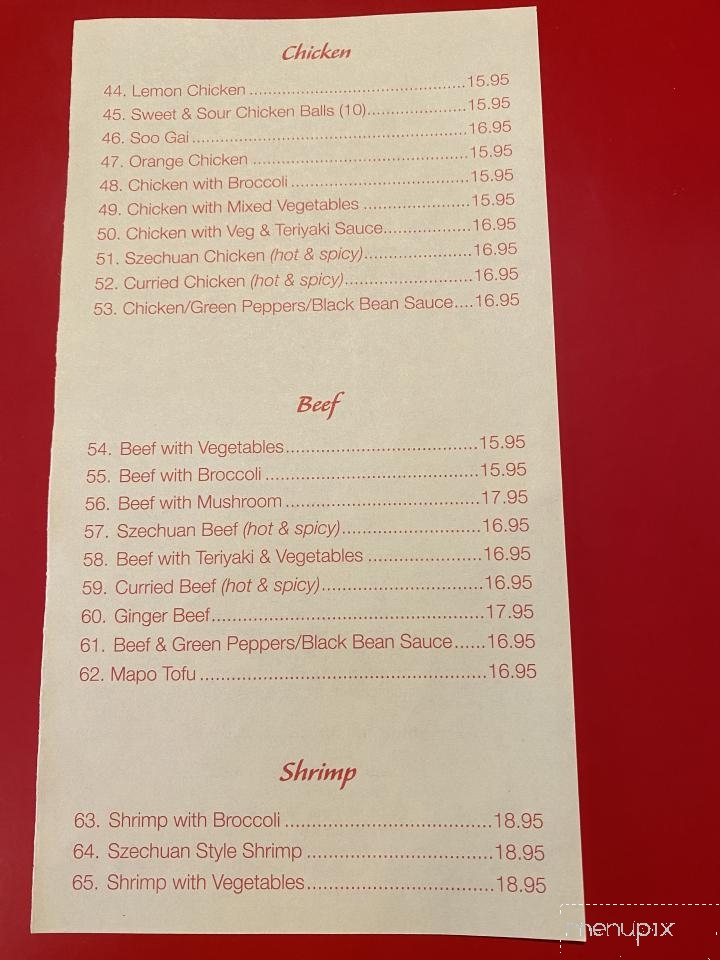 Chicken
44. Lemon Chicken ..........................................15.95
45. Sweet & Sour Chicken Balls (10)...................15.95
46. Soo Gai .....................................................16.95
47. Orange Chicken .........................................15.95
48. Chicken with Broccoli ..................................15.95
49. Chicken with Mixed Vegetables .....................15.95
50. Chicken with Veg & Teriyaki Sauce.................16.95
51. Szechuan Chicken (hot & spicy).....................16.95
52. Curried Chicken (hot & spicy).........................16.95
53. Chicken/Green Peppers/Black Bean Sauce....16.95
Beef
54. Beef with Vegetables.....................................15.95
55. Beef with Broccoli .........................................15.95
56. Beef with Mushroom .....................................17.95
57. Szechuan Beef (hot & spicy)...........................16.95
58. Beef with Teriyaki & Vegetables ......................16.95
59. Curried Beef (hot & spicy)...............................16.95
60. Ginger Beef....................................................17.95
61. Beef & Green Peppers/Black Bean Sauce......16.95
62. Mapo Tofu .......................................................16.95
Shrimp
63. Shrimp with Broccoli ........................................18.95
64. Szechuan Style Shrimp ....................................18.95
65. Shrimp with Vegetables....................................18.95
menupix